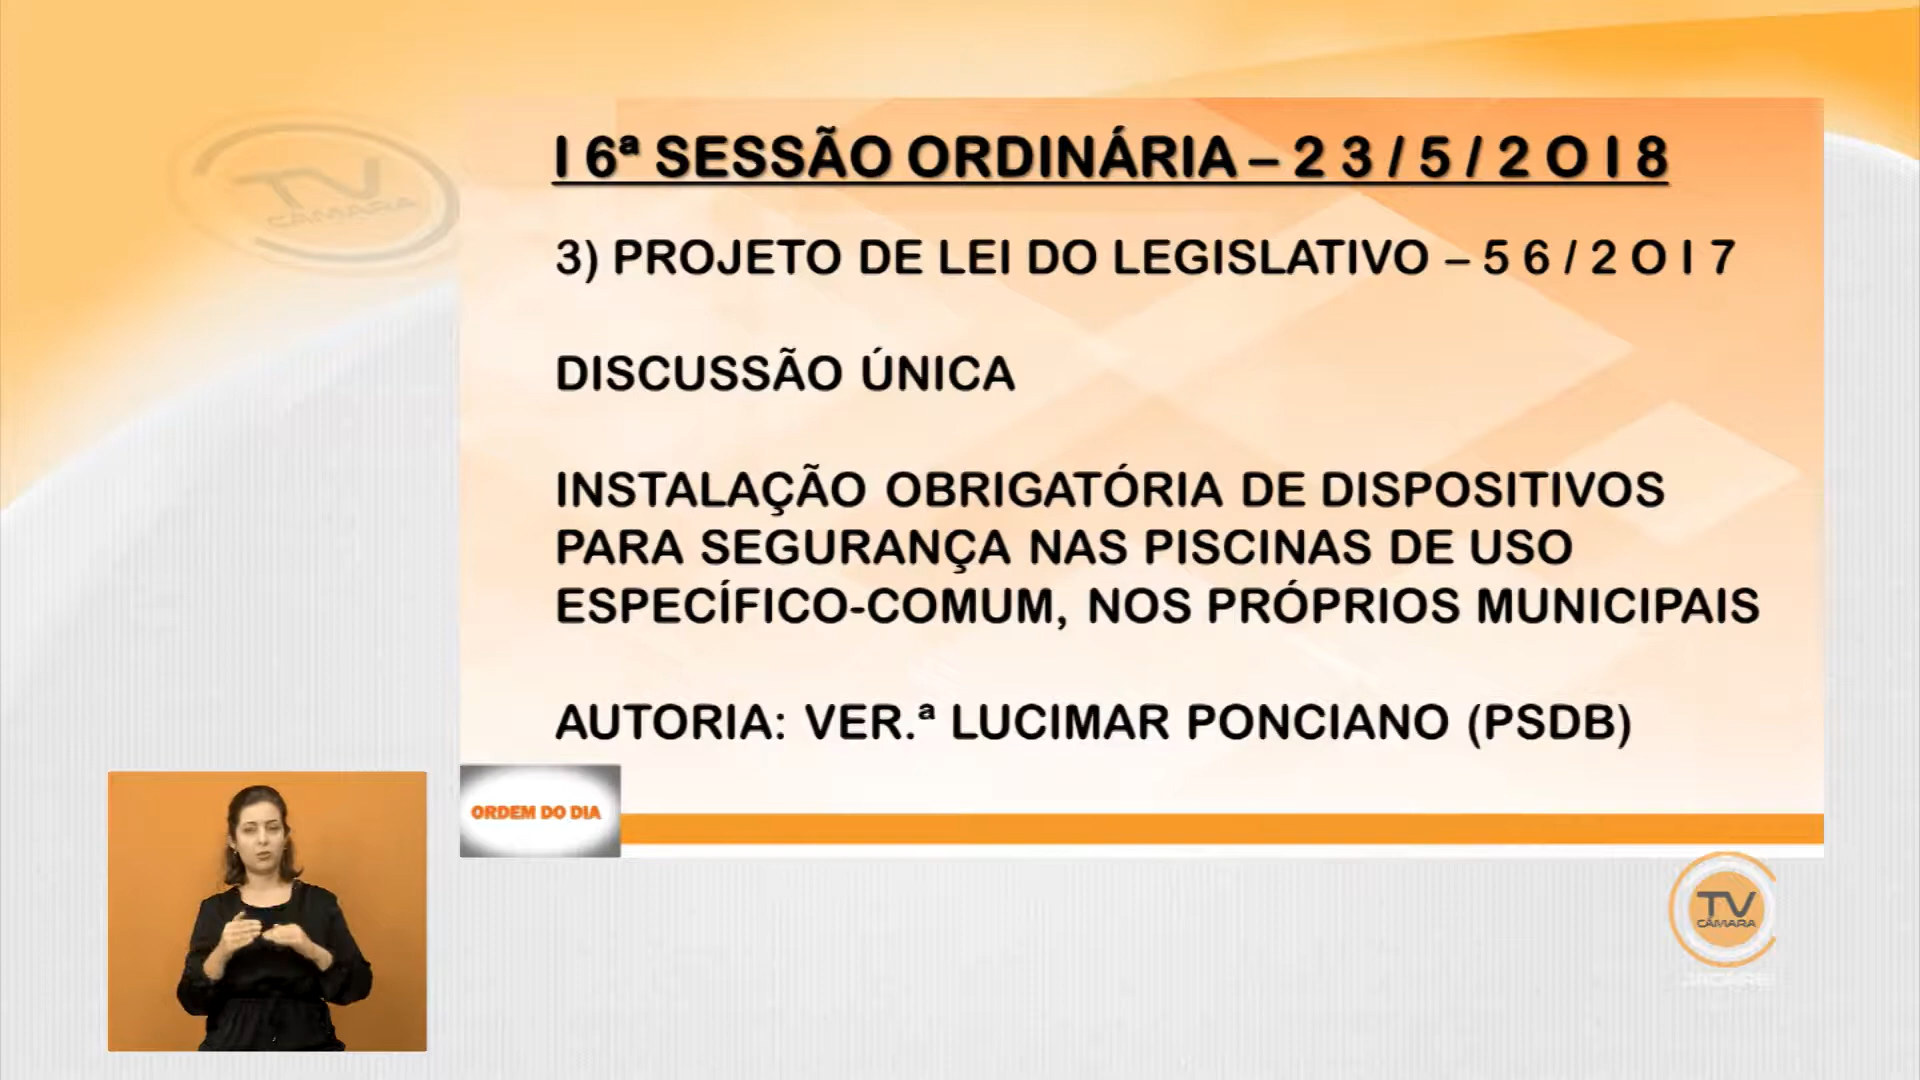 TV
CÂMARA
I 6ª SESSÃO ORDINÁRIA – 2 3 / 5 / 2 O I 8
3) PROJETO DE LEI DO LEGISLATIVO – 5 6 / 2 O I 7
DISCUSSÃO ÚNICA
INSTALAÇÃO OBRIGATÓRIA DE DISPOSITIVOS
PARA SEGURANÇA NAS PISCINAS DE USO
ESPECÍFICO-COMUM, NOS PRÓPRIOS MUNICIPAIS
AUTORIA: VER.ª LUCIMAR PONCIANO (PSDB)
ORDEM DO DIA
TV
CÂMARA